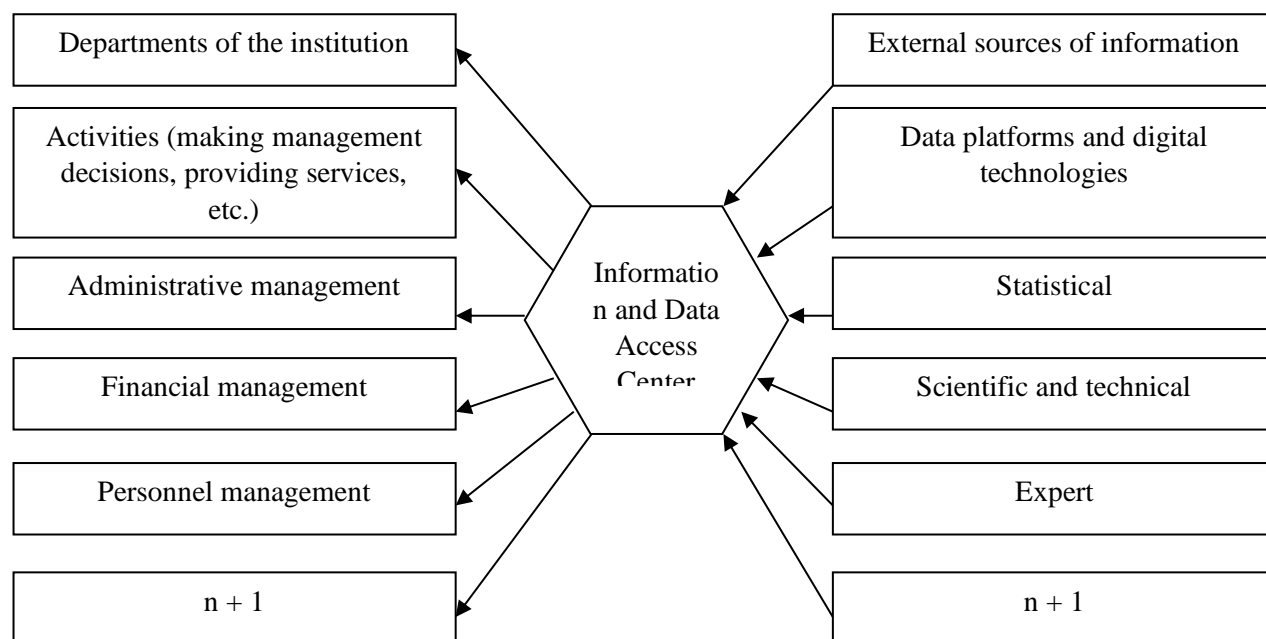 Departments of the institution
External sources of information
Activities (making management
decisions, providing services,
etc.)
Data platforms and digital
technologies
Administrative management
Statistical
Informatio
n and Data
Access
Center
Financial management
Scientific and technical
Personnel management
Expert
n + 1
n + 1